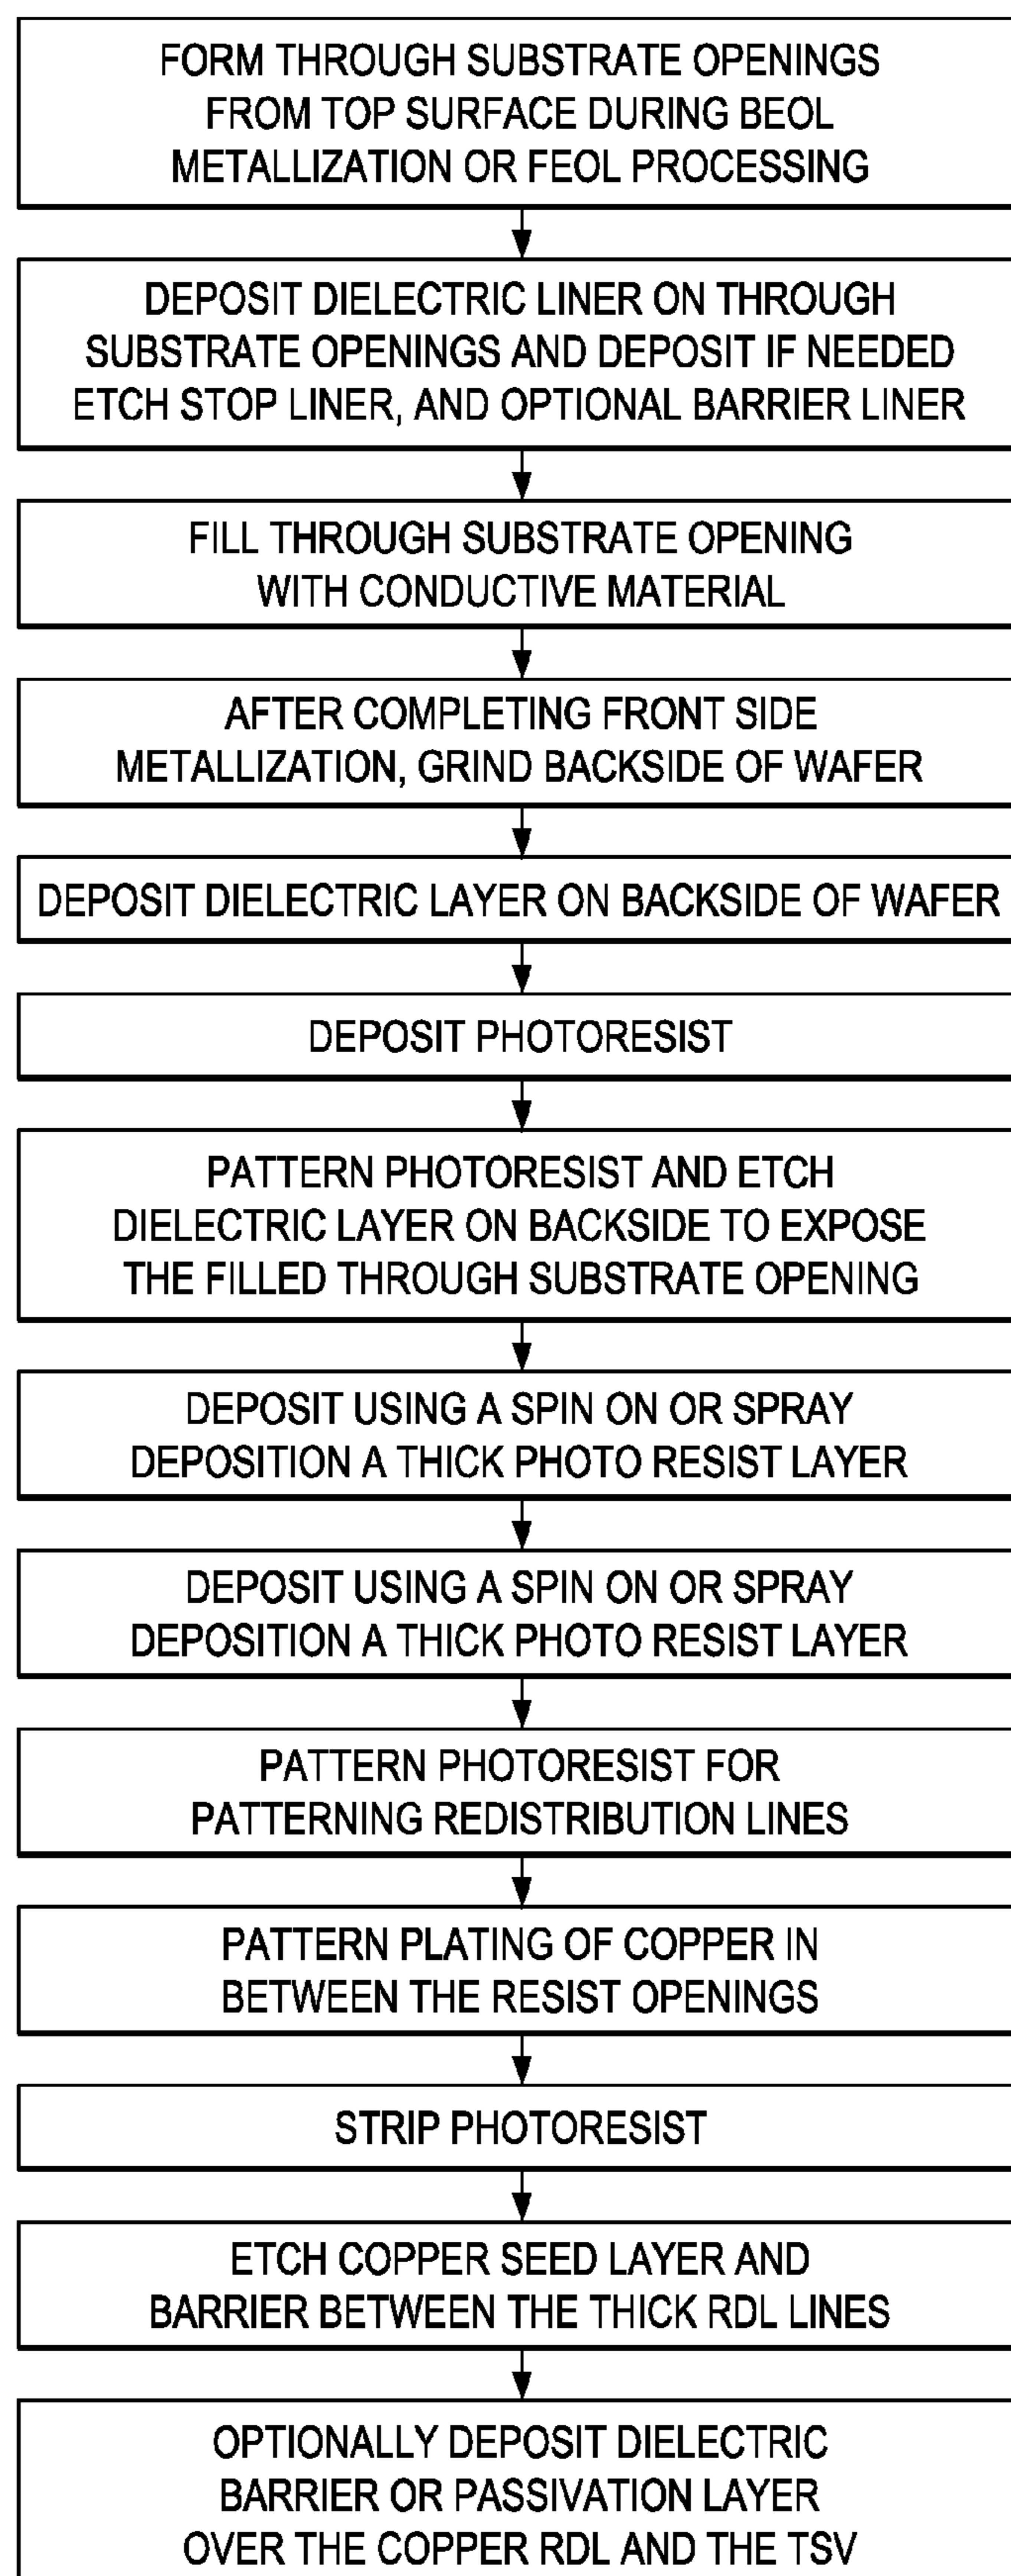 FORM THROUGH SUBSTRATE OPENINGS
FROM TOP SURFACE DURING BEOL
METALLIZATION OR FEOL PROCESSING
DEPOSIT DIELECTRIC LINER ON THROUGH
SUBSTRATE OPENINGS AND DEPOSIT IF NEEDED
ETCH STOP LINER, AND OPTIONAL BARRIER LINER
FILL THROUGH SUBSTRATE OPENING
WITH CONDUCTIVE MATERIAL
AFTER COMPLETING FRONT SIDE
METALLIZATION, GRIND BACKSIDE OF WAFER
DEPOSIT DIELECTRIC LAYER ON BACKSIDE OF WAFER
DEPOSIT PHOTORESIST
PATTERN PHOTORESIST AND ETCH
DIELECTRIC LAYER ON BACKSIDE TO EXPOSE
THE FILLED THROUGH SUBSTRATE OPENING
DEPOSIT USING A SPIN ON OR SPRAY
DEPOSITION A THICK PHOTO RESIST LAYER
DEPOSIT USING A SPIN ON OR SPRAY
DEPOSITION A THICK PHOTO RESIST LAYER
PATTERN PHOTORESIST FOR
PATTERNING REDISTRIBUTION LINES
PATTERN PLATING OF COPPER IN
BETWEEN THE RESIST OPENINGS
STRIP PHOTORESIST
ETCH COPPER SEED LAYER AND
BARRIER BETWEEN THE THICK RDL LINES
OPTIONALLY DEPOSIT DIELECTRIC
BARRIER OR PASSIVATION LAYER
OVER THE COPPER RDL AND THE TSV